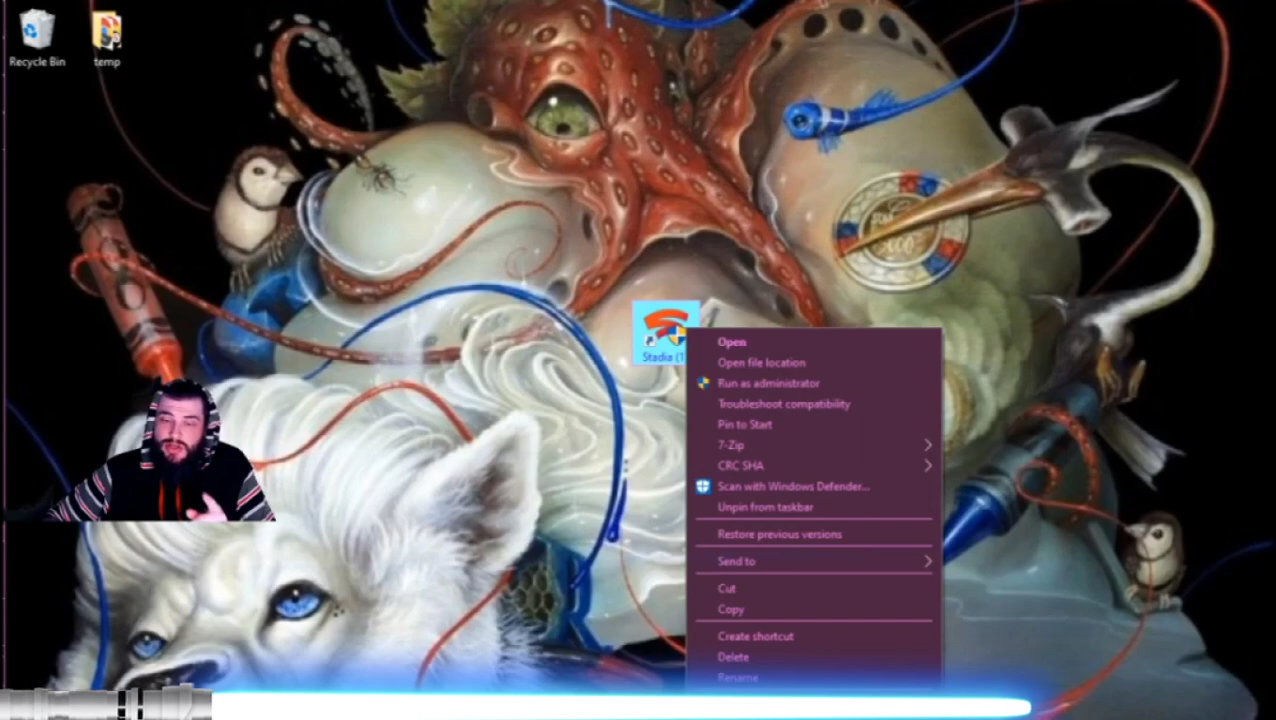 Recycle Bin
temp
Stadia (1
Open
Open file location
Run as administrator
Troubleshoot compatibility
Pin to Start
7-Zip
CRC SHA
Scan with Windows Defender...
Unpin from taskbar
Restore previous versions
Send to
Cut
Copy
Create shortcut
Delete
Rename